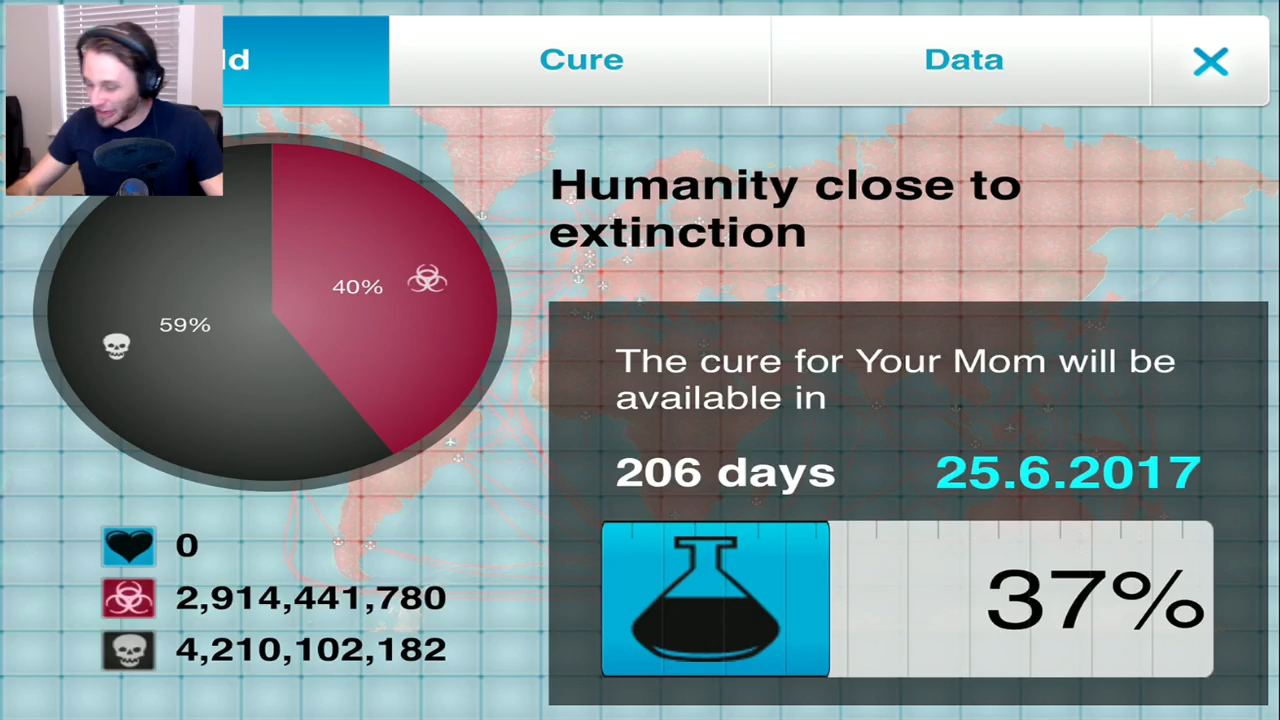 ld
Cure
Data
Humanity close to
extinction
40%
59%
The cure for Your Mom will be
available in
206 days
25.6.2017
37%
0
2,914,441,780
4,210,102,182